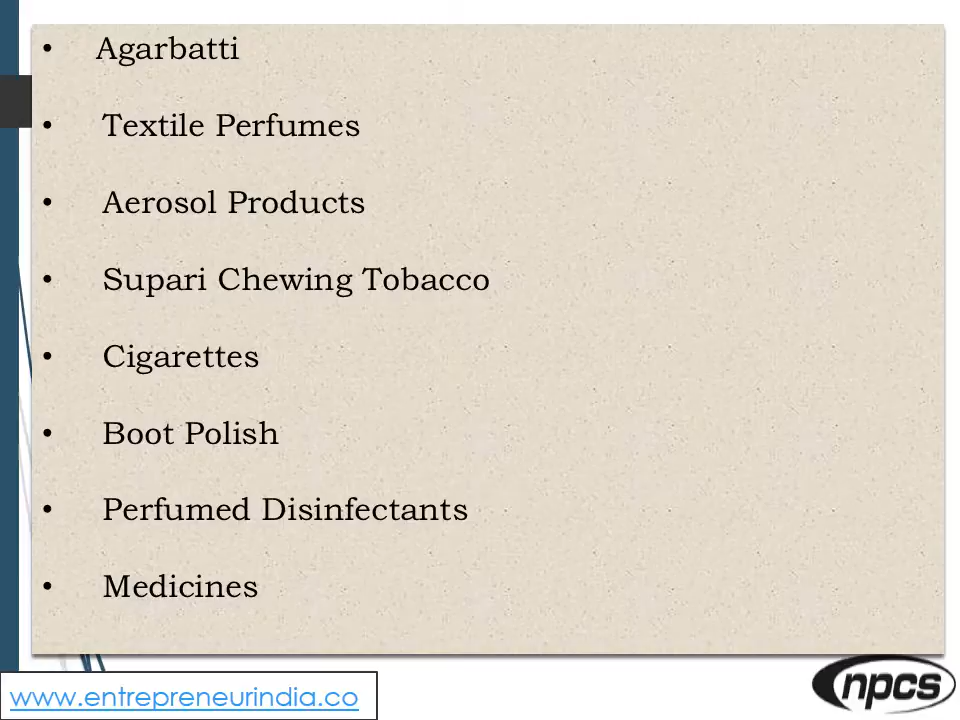 • Agarbatti
• Textile Perfumes
• Aerosol Products
• Supari Chewing Tobacco
• Cigarettes
• Boot Polish
• Perfumed Disinfectants
• Medicines
www.entrepreneurindia.co
npcs